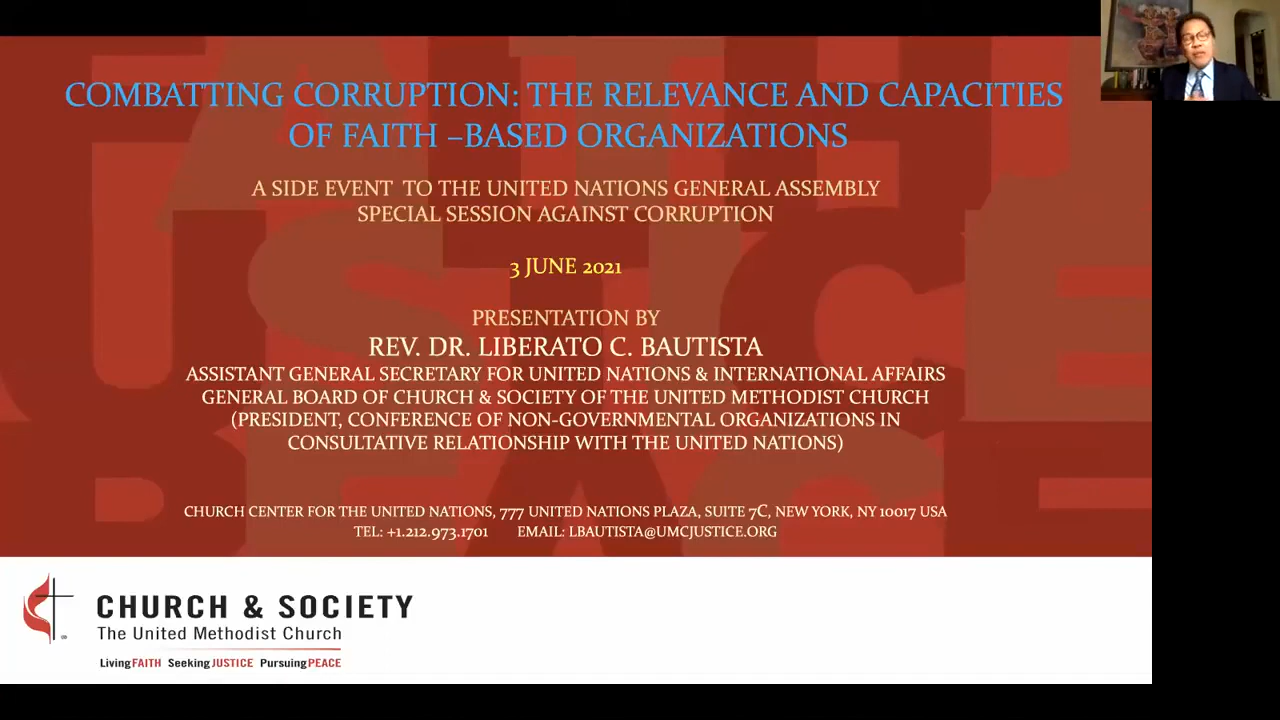 COMBATTING CORRUPTION: THE RELEVANCE AND CAPACITIES
OF FAITH –BASED ORGANIZATIONS
A SIDE EVENT TO THE UNITED NATIONS GENERAL ASSEMBLY
SPECIAL SESSION AGAINST CORRUPTION
3 JUNE 2021
PRESENTATION BY
REV. DR. LIBERATO C. BAUTISTA
ASSISTANT GENERAL SECRETARY FOR UNITED NATIONS & INTERNATIONAL AFFAIRS
GENERAL BOARD OF CHURCH & SOCIETY OF THE UNITED METHODIST CHURCH
(PRESIDENT, CONFERENCE OF NON-GOVERNMENTAL ORGANIZATIONS IN
CONSULTATIVE RELATIONSHIP WITH THE UNITED NATIONS)
CHURCH CENTER FOR THE UNITED NATIONS, 777 UNITED NATIONS PLAZA, SUITE 7C, NEW YORK, NY 10017 USA
TEL: +1.212.973.1701 EMAIL: LBAUTISTA@UMCJUSTICE.ORG
CHURCH & SOCIETY
The United Methodist Church
Living FAITH Seeking JUSTICE Pursuing PEACE